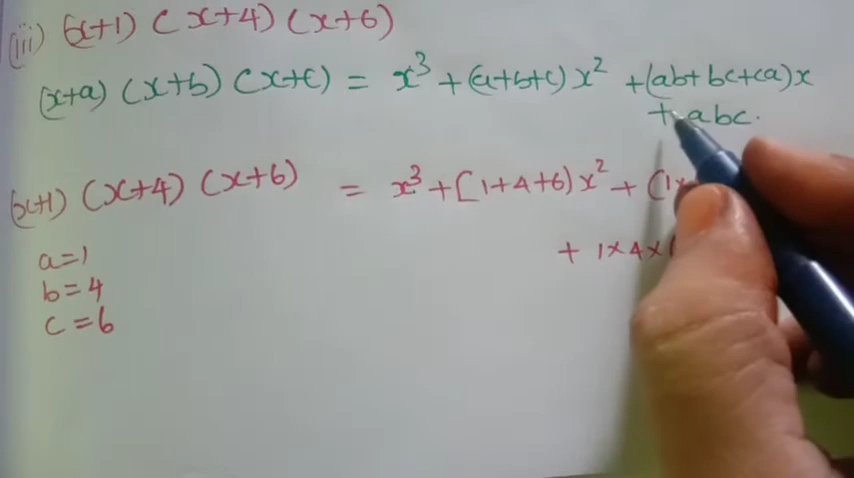 (iii) (x+1) (x+4) (x+6)
(x+a) (x+b) (x+c) = x³ + (a+b+c) x² + (ab+bc+ca)x
+ abc.
(x+1) (x+4) (x+6) = x³ + (1+4+6) x² + (1×
+ 1×4×
a=1
b=4
c=6